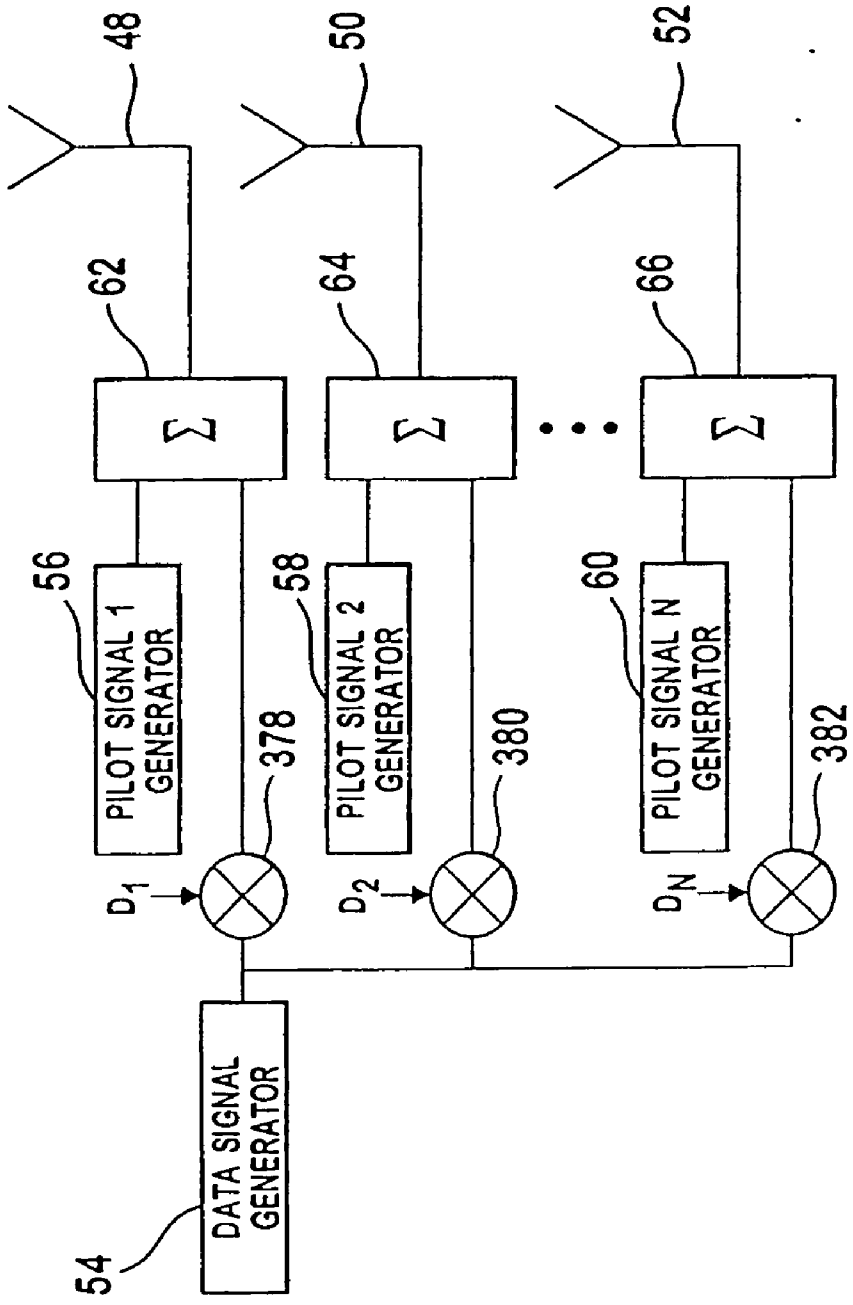 48
62
56
PILOT SIGNAL 1
GENERATOR
Σ
D1
378
DATA SIGNAL
GENERATOR
54
50
64
58
PILOT SIGNAL 2
GENERATOR
Σ
D2
380
52
66
60
PILOT SIGNAL N
GENERATOR
Σ
DN
382